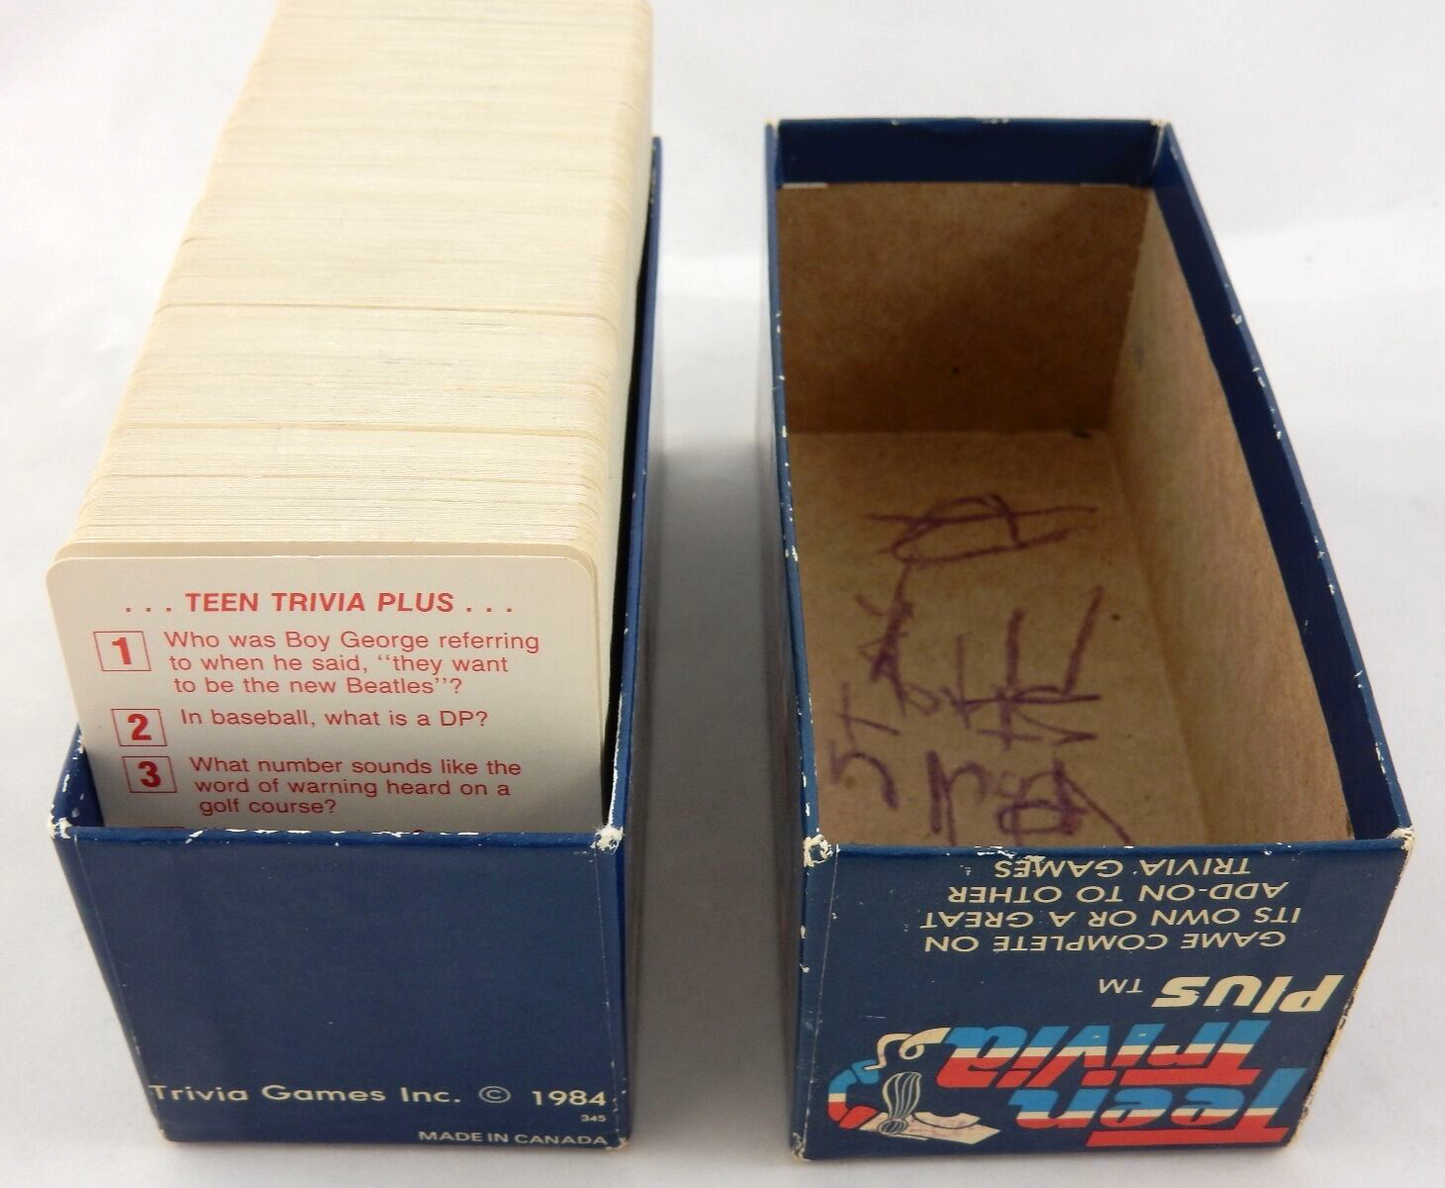 . . . TEEN TRIVIA PLUS . . .
1 Who was Boy George referring
to when he said, ‘‘they want
to be the new Beatles’’?
2 In baseball, what is a DP?
3 What number sounds like the
word of warning heard on a
golf course?
Trivia Games Inc. © 1984
345
MADE IN CANADA
Teen
Trivia
Plus TM
GAME COMPLETE ON
ITS OWN OR A GREAT
ADD-ON TO OTHER
TRIVIA GAMES